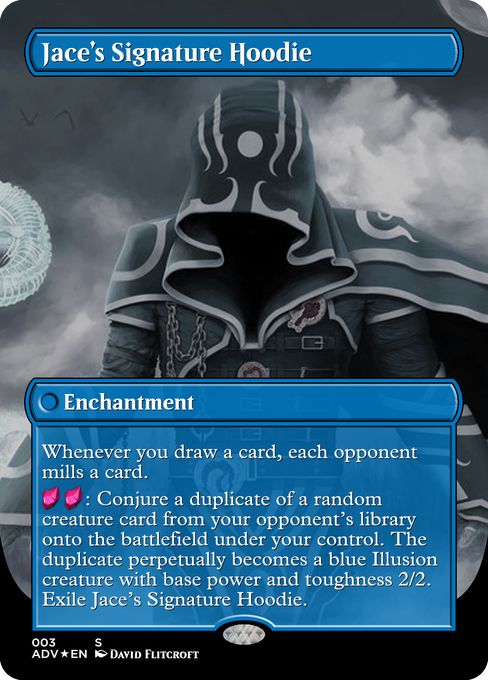 Jace's Signature Hoodie
Enchantment
Whenever you draw a card, each opponent
mills a card.
: Conjure a duplicate of a random
creature card from your opponent's library
onto the battlefield under your control. The
duplicate perpetually becomes a blue Illusion
creature with base power and toughness 2/2.
Exile Jace's Signature Hoodie.
003 S
ADV★EN David Flitcroft